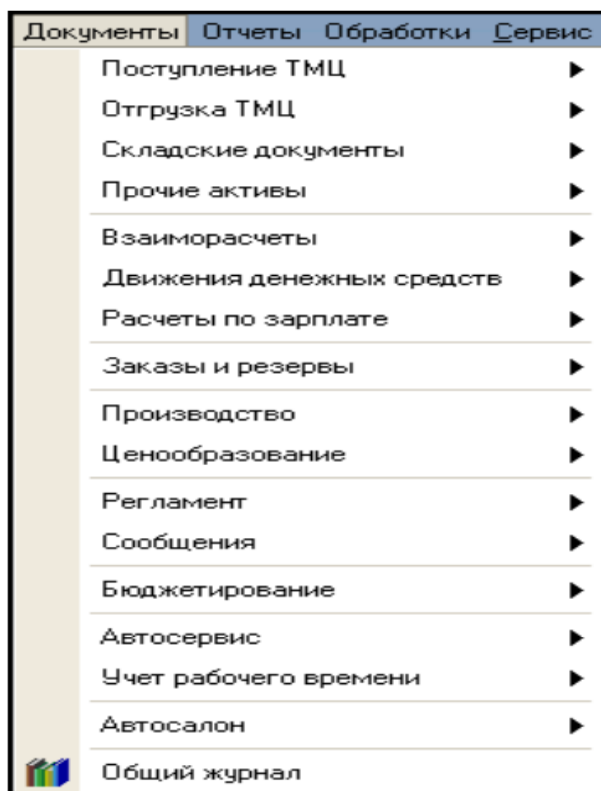 Документы Отчеты Обработки Сервис
Поступление ТМЦ
Отгрузка ТМЦ
Складские документы
Прочие активы
Взаиморасчеты
Движения денежных средств
Расчеты по зарплате
Заказы и резервы
Производство
Ценообразование
Регламент
Сообщения
Бюджетирование
Автосервис
Учет рабочего времени
Автосалон
Общий журнал